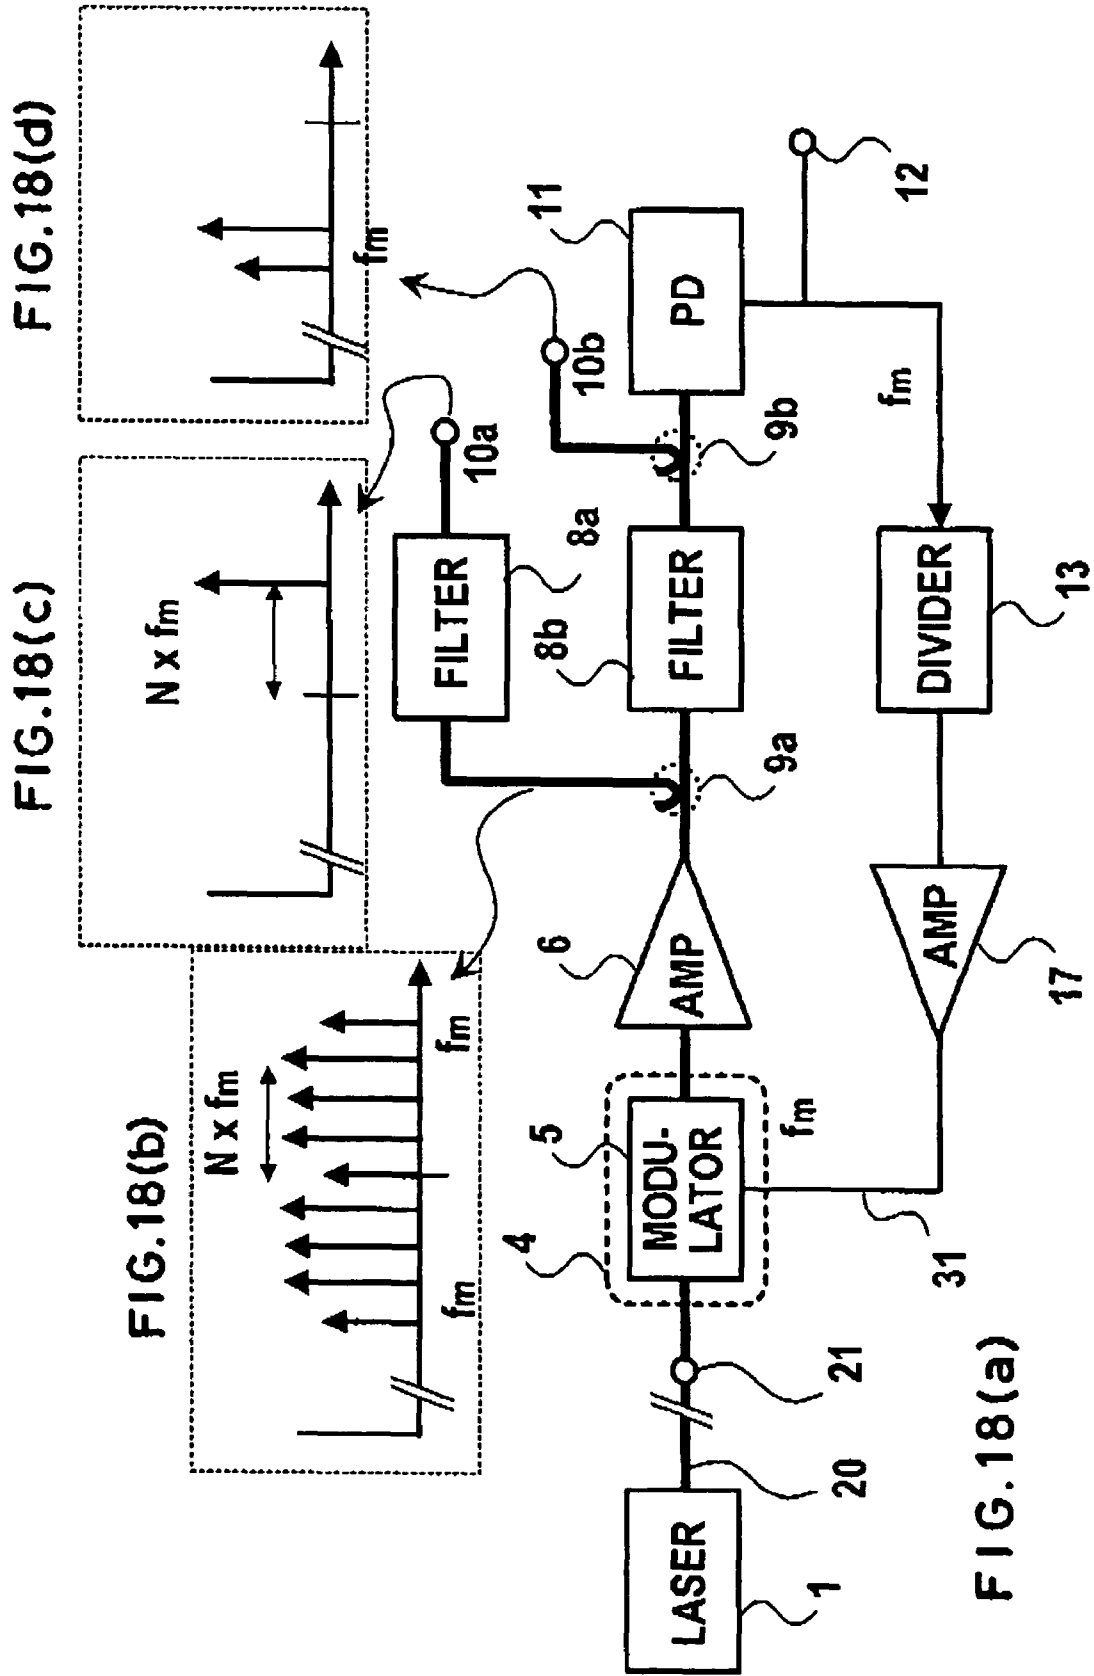 FIG.18(b)
N x fm
fm
fm
FIG.18(c)
N x fm
FIG.18(d)
fm
10a
10b
FILTER
8a
LASER
1
20
21
4
5
MODU-
LATOR
fm
6
AMP
9a
8b
FILTER
9b
11
PD
12
fm
DIVIDER
13
AMP
17
31
FIG.18(a)